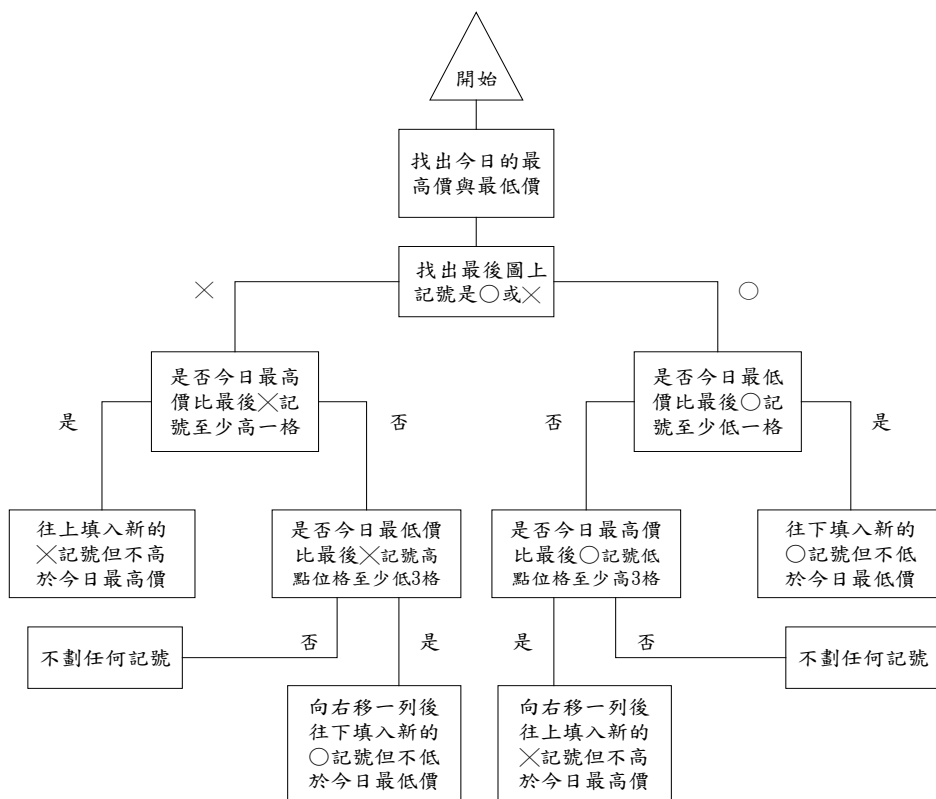 開始
找出今日的最
高價與最低價
找出最後圖上
記號是○或×
×
○
是否今日最高
價比最後×記
號至少高一格
是否今日最低
價比最後○記
號至少低一格
是
否
否
是
往上填入新的
×記號但不高
於今日最高價
是否今日最低價
比最後×記號高
點位格至少低3格
是否今日最高價
比最後○記號低
點位格至少高3格
往下填入新的
○記號但不低
於今日最低價
不劃任何記號
否
是
是
否
不劃任何記號
向右移一列後
往下填入新的
○記號但不低
於今日最低價
向右移一列後
往上填入新的
×記號但不高
於今日最高價